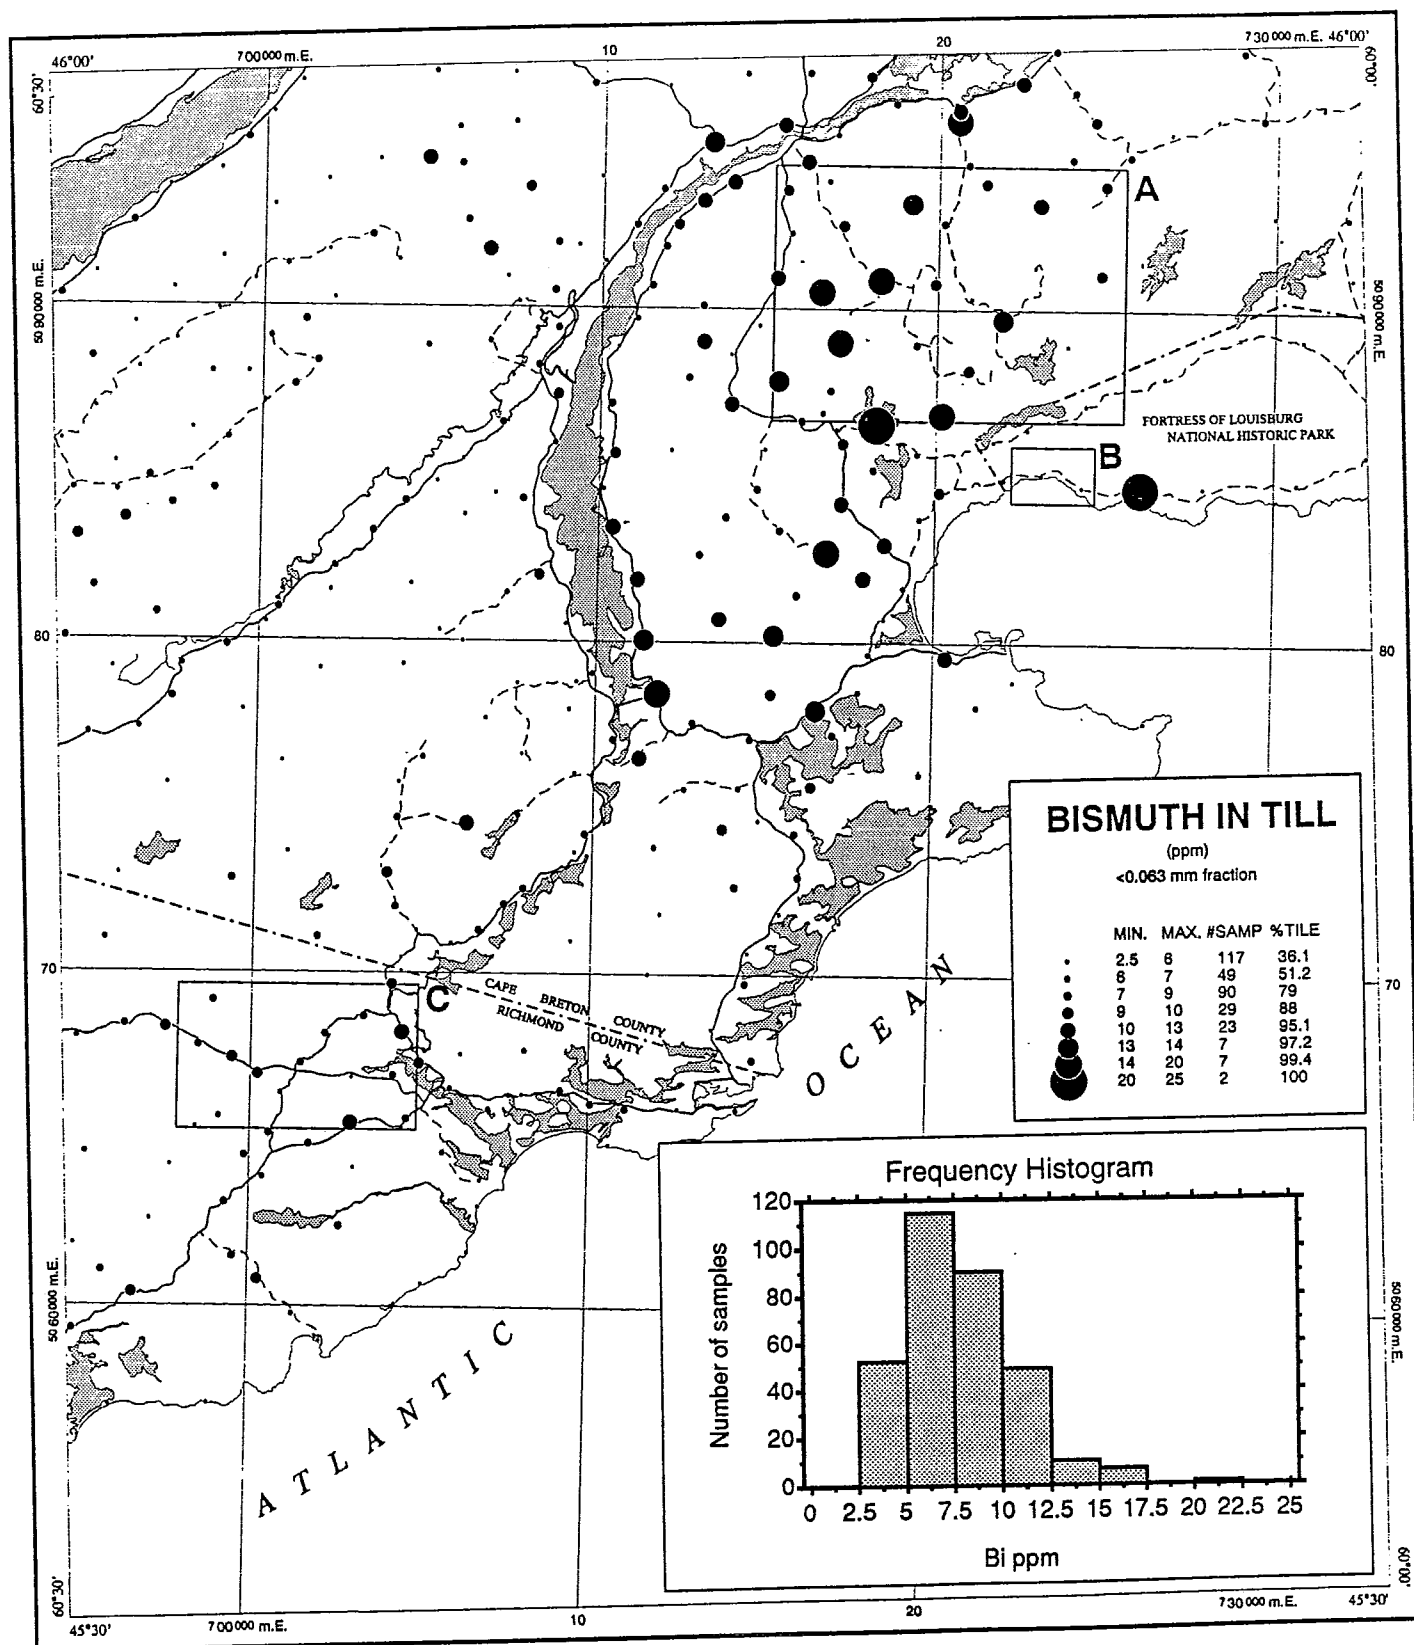 46°00'
700000 m.E.
10
20
730000 m.E. 46°00'
60°30'
60°00'
A
5090000 m.E.
5090000 m.E.
FORTRESS OF LOUISBURG
NATIONAL HISTORIC PARK
B
80
80
BISMUTH IN TILL
(ppm)
<0.063 mm fraction
MIN. MAX. #SAMP %TILE
2.5 6 117 36.1
6 7 49 51.2
7 9 90 79
9 10 29 88
10 13 23 95.1
13 14 7 97.2
14 20 7 99.4
20 25 2 100
70
70
C
CAPE BRETON COUNTY
RICHMOND COUNTY
ATLANTIC OCEAN
5060000 m.E.
5060000 m.E.
Frequency Histogram
120
100
80
60
40
20
0
Number of samples
0 2.5 5 7.5 10 12.5 15 17.5 20 22.5 25
Bi ppm
60°30'
60°00'
45°30'
700000 m.E.
10
20
730000 m.E.
45°30'